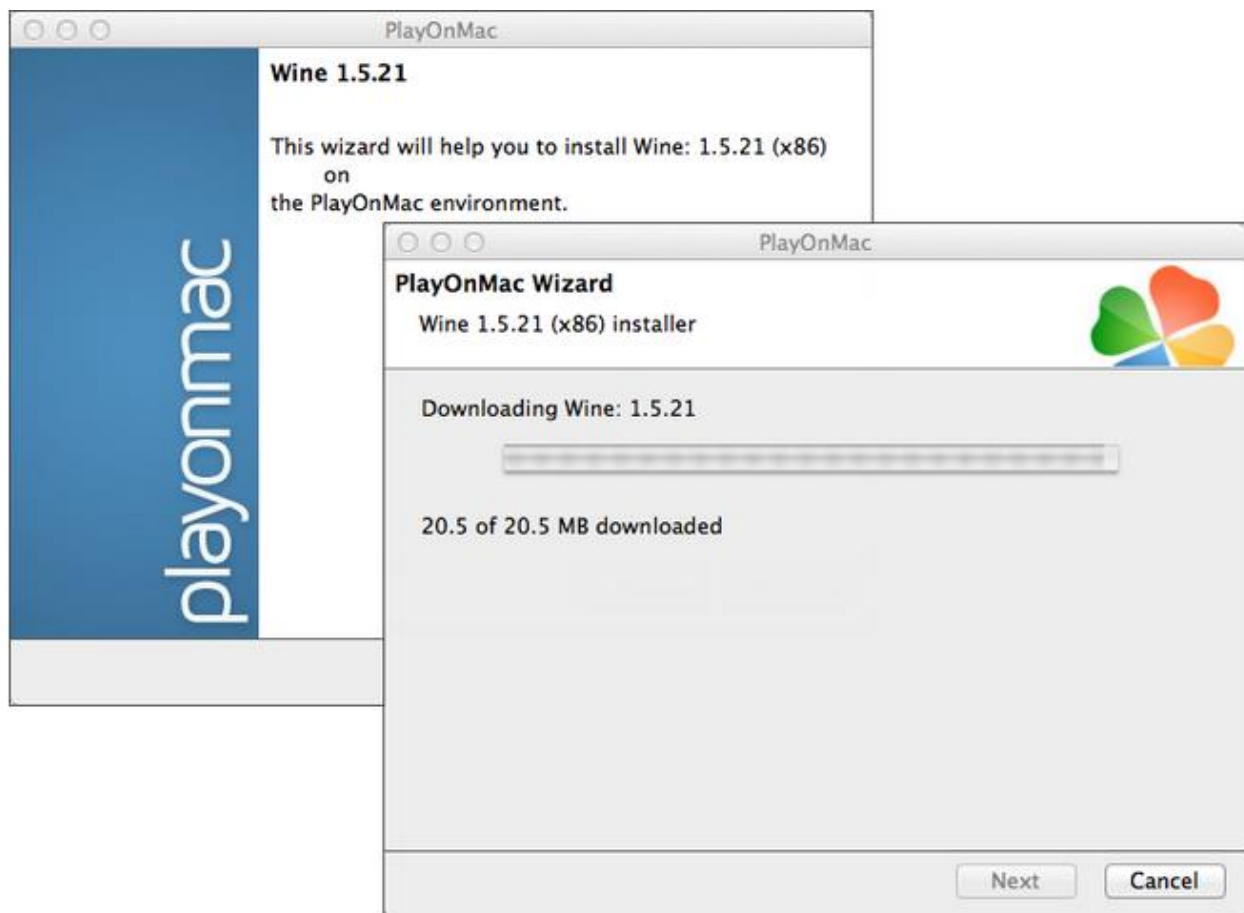 PlayOnMac
Wine 1.5.21
This wizard will help you to install Wine: 1.5.21 (x86)
on
the PlayOnMac environment.
playonmac
PlayOnMac
PlayOnMac Wizard
Wine 1.5.21 (x86) installer
Downloading Wine: 1.5.21
20.5 of 20.5 MB downloaded
Next
Cancel